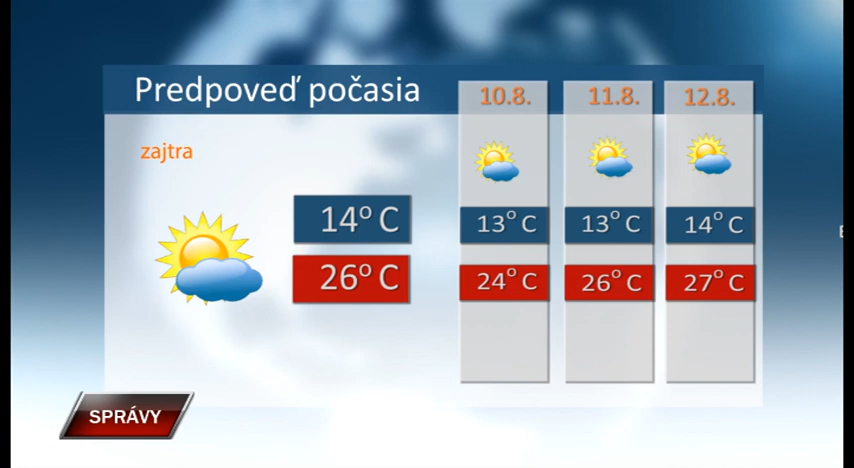 Predpoveď počasia
zajtra
14° C
26° C
10.8.
13° C
24° C
11.8.
13° C
26° C
12.8.
14° C
27° C
SPRÁVY